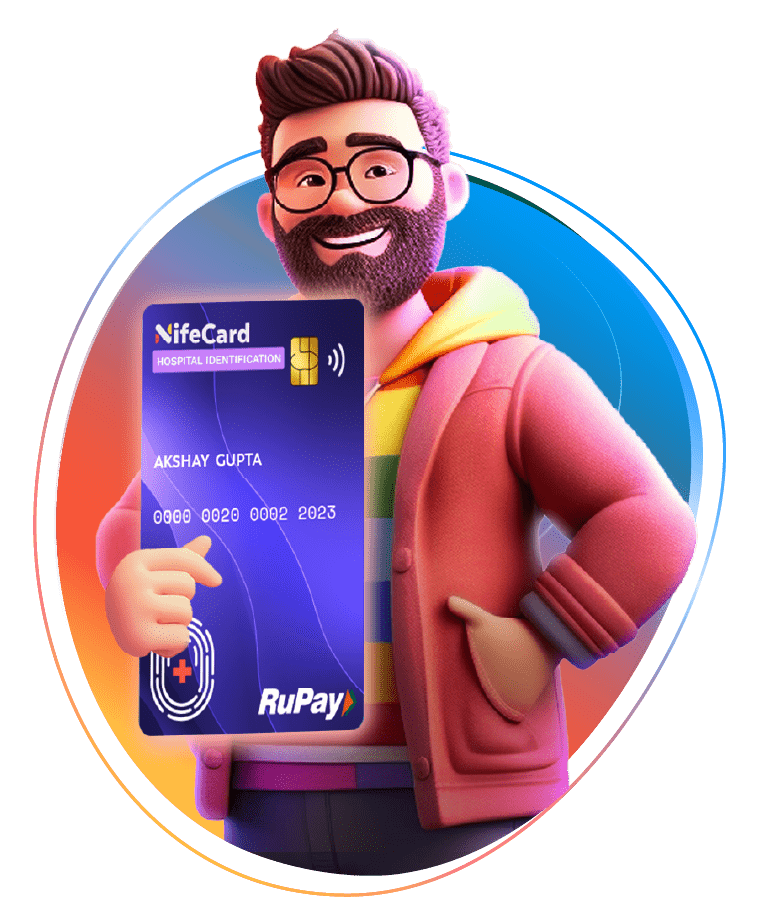 NifeCard
HOSPITAL IDENTIFICATION
AKSHAY GUPTA
0000 0020 0002 2023
RuPay